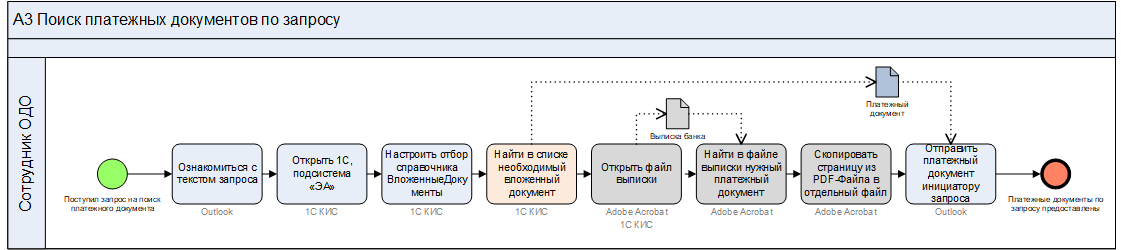 А3 Поиск платежных документов по запросу
Сотрудник ОДО
Поступил запрос на поиск
платежного документа
Ознакомиться с
текстом запроса
Outlook
Открыть 1С,
подсистема
«ЭА»
1С КИС
Настроить отбор
справочника
ВложенныеДоку
менты
1С КИС
Найти в списке
необходимый
вложенный
документ
1С КИС
Открыть файл
выписки
Adobe Acrobat
1С КИС
Выписка банка
Найти в файле
выписки нужный
платежный
документ
Adobe Acrobat
Скопировать
страницу из
PDF-Файла в
отдельный файл
Adobe Acrobat
Платежный
документ
Отправить
платежный
документ
инициатору
запроса
Outlook
Платежные документы по
запросу предоставлены